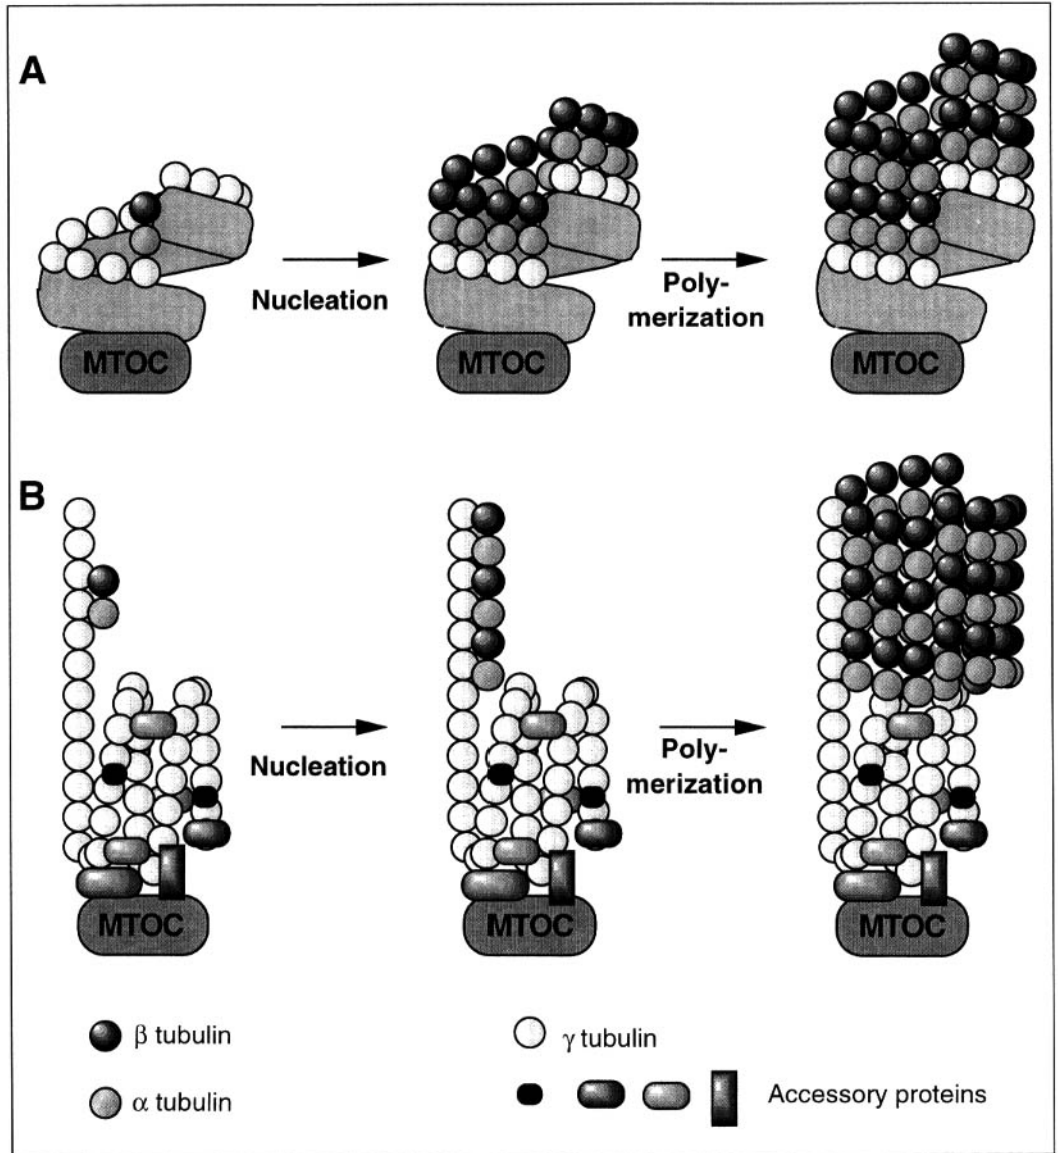 A
Nucleation
Poly-
merization
MTOC
MTOC
MTOC
B
Nucleation
Poly-
merization
MTOC
MTOC
MTOC
β tubulin
γ tubulin
α tubulin
Accessory proteins